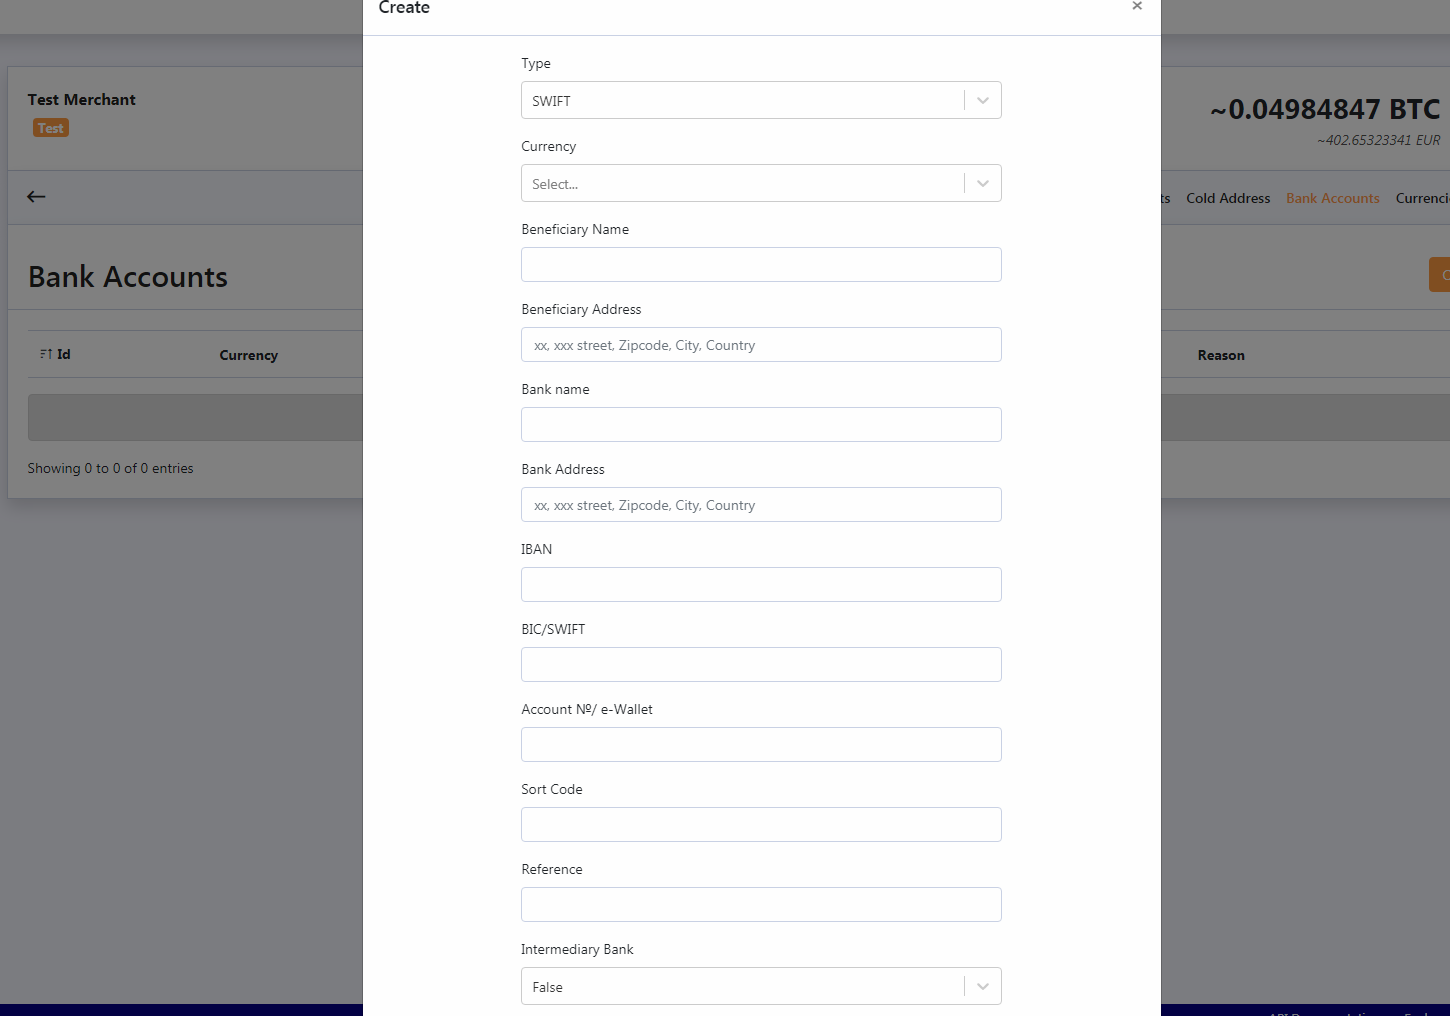 Create ×
Type
SWIFT
Currency
Select...
Beneficiary Name
Beneficiary Address
xx, xxx street, Zipcode, City, Country
Bank name
Bank Address
xx, xxx street, Zipcode, City, Country
IBAN
BIC/SWIFT
Account №/ e-Wallet
Sort Code
Reference
Intermediary Bank
False
Test Merchant
Test
~0.04984847 BTC
~402.65323341 EUR
Cold Address Bank Accounts
Bank Accounts
Id Currency Reason
Showing 0 to 0 of 0 entries